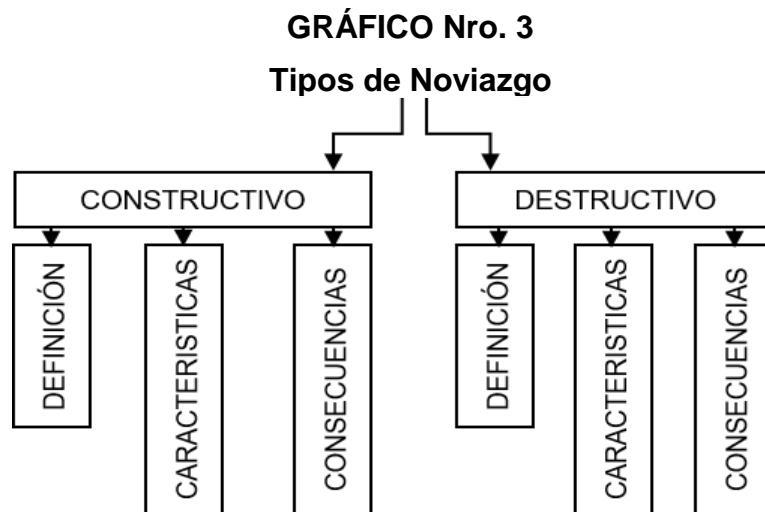 GRÁFICO Nro. 3
Tipos de Noviazgo
CONSTRUCTIVO
DESTRUCTIVO
DEFINICIÓN
CARACTERISTICAS
CONSECUENCIAS
DEFINICIÓN
CARACTERISTICAS
CONSECUENCIAS